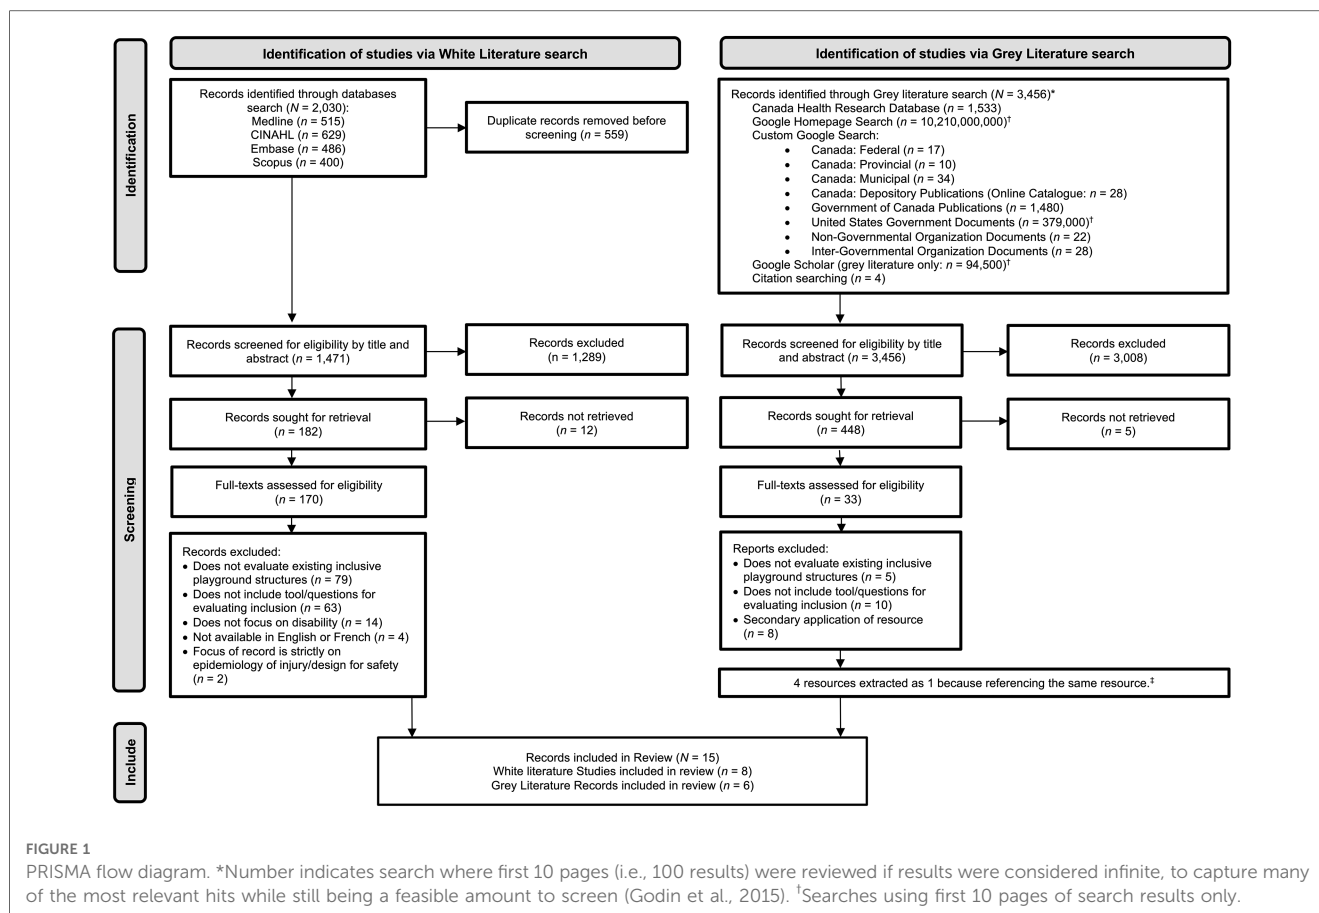 Identification of studies via White Literature search
Identification of studies via Grey Literature search
Identification
Records identified through databases
search (N = 2,030):
Medline (n = 515)
CINAHL (n = 629)
Embase (n = 486)
Scopus (n = 400)
Duplicate records removed before
screening (n = 559)
Records identified through Grey literature search (N = 3,456)*
Canada Health Research Database (n = 1,533)
Google Homepage Search (n = 10,210,000,000)†
Custom Google Search:
• Canada: Federal (n = 17)
• Canada: Provincial (n = 10)
• Canada: Municipal (n = 34)
• Canada: Depository Publications (Online Catalogue: n = 28)
• Government of Canada Publications (n = 1,480)
• United States Government Documents (n = 379,000)†
• Non-Governmental Organization Documents (n = 22)
• Inter-Governmental Organization Documents (n = 28)
Google Scholar (grey literature only: n = 94,500)†
Citation searching (n = 4)
Screening
Records screened for eligibility by title and
abstract (n = 1,471)
Records excluded
(n = 1,289)
Records sought for retrieval
(n = 182)
Records not retrieved
(n = 12)
Full-texts assessed for eligibility
(n = 170)
Records excluded:
• Does not evaluate existing inclusive
playground structures (n = 79)
• Does not include tool/questions for
evaluating inclusion (n = 63)
• Does not focus on disability (n = 14)
• Not available in English or French (n = 4)
• Focus of record is strictly on
epidemiology of injury/design for safety
(n = 2)
Records screened for eligibility by title
and abstract (n = 3,456)
Records excluded
(n = 3,008)
Records sought for retrieval
(n = 448)
Records not retrieved
(n = 5)
Full-texts assessed for eligibility
(n = 33)
Reports excluded:
• Does not evaluate existing inclusive
playground structures (n = 5)
• Does not include tool/questions for
evaluating inclusion (n = 10)
• Secondary application of resource
(n = 8)
4 resources extracted as 1 because referencing the same resource.‡
Include
Records included in Review (N = 15)
White literature Studies included in review (n = 8)
Grey Literature Records included in review (n = 6)
FIGURE 1
PRISMA flow diagram. *Number indicates search where first 10 pages (i.e., 100 results) were reviewed if results were considered infinite, to capture many
of the most relevant hits while still being a feasible amount to screen (Godin et al., 2015). †Searches using first 10 pages of search results only.